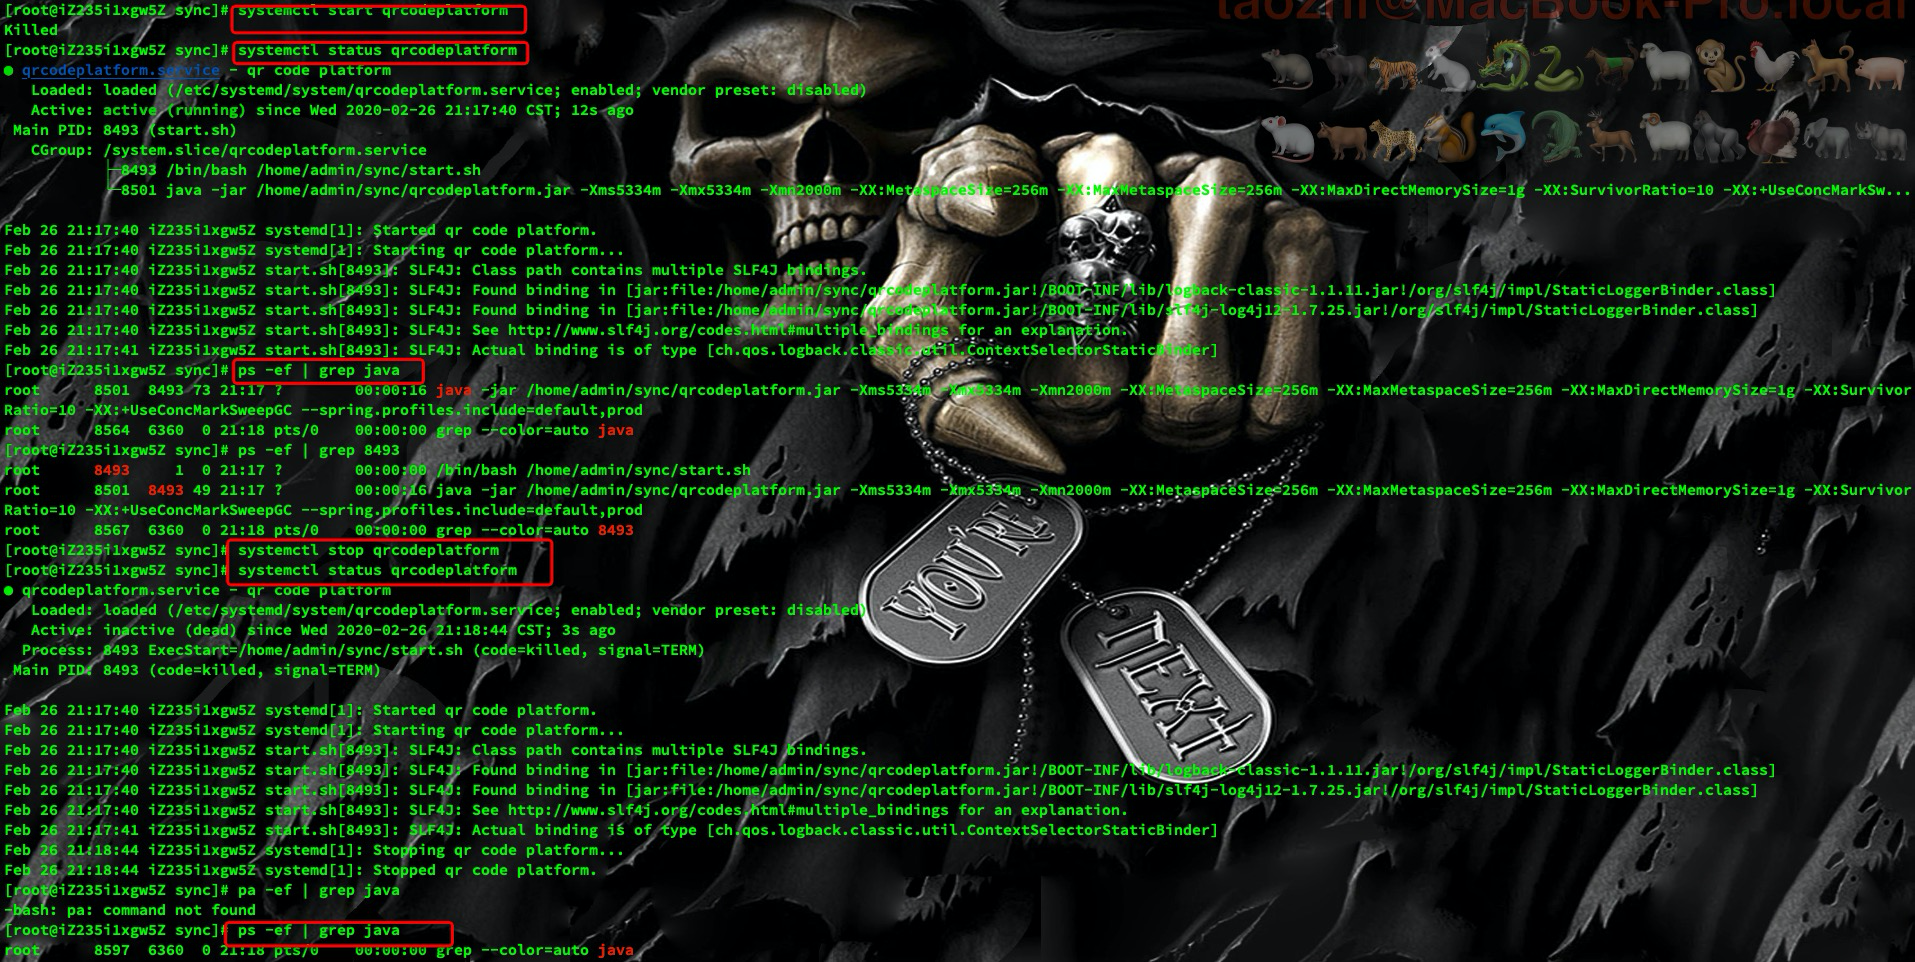 taozhi@MacBook-Pro.local
[root@iZ235i1xgw5Z sync]# systemctl start qrcodeplatform
Killed
[root@iZ235i1xgw5Z sync]# systemctl status qrcodeplatform
● qrcodeplatform.service - qr code platform
Loaded: loaded (/etc/systemd/system/qrcodeplatform.service; enabled; vendor preset: disabled)
Active: active (running) since Wed 2020-02-26 21:17:40 CST; 12s ago
Main PID: 8493 (start.sh)
CGroup: /system.slice/qrcodeplatform.service
├─8493 /bin/bash /home/admin/sync/start.sh
└─8501 java -jar /home/admin/sync/qrcodeplatform.jar -Xms5334m -Xmx5334m -Xmn2000m -XX:MetaspaceSize=256m -XX:MaxMetaspaceSize=256m -XX:MaxDirectMemorySize=1g -XX:SurvivorRatio=10 -XX:+UseConcMarkSw...
Feb 26 21:17:40 iZ235i1xgw5Z systemd[1]: Started qr code platform.
Feb 26 21:17:40 iZ235i1xgw5Z systemd[1]: Starting qr code platform...
Feb 26 21:17:40 iZ235i1xgw5Z start.sh[8493]: SLF4J: Class path contains multiple SLF4J bindings.
Feb 26 21:17:40 iZ235i1xgw5Z start.sh[8493]: SLF4J: Found binding in [jar:file:/home/admin/sync/qrcodeplatform.jar!/BOOT-INF/lib/logback-classic-1.1.11.jar!/org/slf4j/impl/StaticLoggerBinder.class]
Feb 26 21:17:40 iZ235i1xgw5Z start.sh[8493]: SLF4J: Found binding in [jar:file:/home/admin/sync/qrcodeplatform.jar!/BOOT-INF/lib/slf4j-log4j12-1.7.25.jar!/org/slf4j/impl/StaticLoggerBinder.class]
Feb 26 21:17:40 iZ235i1xgw5Z start.sh[8493]: SLF4J: See http://www.slf4j.org/codes.html#multiple_bindings for an explanation.
Feb 26 21:17:41 iZ235i1xgw5Z start.sh[8493]: SLF4J: Actual binding is of type [ch.qos.logback.classic.util.ContextSelectorStaticBinder]
[root@iZ235i1xgw5Z sync]# ps -ef | grep java
root 8501 8493 73 21:17 ? 00:00:16 java -jar /home/admin/sync/qrcodeplatform.jar -Xms5334m -Xmx5334m -Xmn2000m -XX:MetaspaceSize=256m -XX:MaxMetaspaceSize=256m -XX:MaxDirectMemorySize=1g -XX:Survivor
Ratio=10 -XX:+UseConcMarkSweepGC --spring.profiles.include=default,prod
root 8564 6360 0 21:18 pts/0 00:00:00 grep --color=auto java
[root@iZ235i1xgw5Z sync]# ps -ef | grep 8493
root 8493 1 0 21:17 ? 00:00:00 /bin/bash /home/admin/sync/start.sh
root 8501 8493 49 21:17 ? 00:00:16 java -jar /home/admin/sync/qrcodeplatform.jar -Xms5334m -Xmx5334m -Xmn2000m -XX:MetaspaceSize=256m -XX:MaxMetaspaceSize=256m -XX:MaxDirectMemorySize=1g -XX:Survivor
Ratio=10 -XX:+UseConcMarkSweepGC --spring.profiles.include=default,prod
root 8567 6360 0 21:18 pts/0 00:00:00 grep --color=auto 8493
[root@iZ235i1xgw5Z sync]# systemctl stop qrcodeplatform
[root@iZ235i1xgw5Z sync]# systemctl status qrcodeplatform
● qrcodeplatform.service - qr code platform
Loaded: loaded (/etc/systemd/system/qrcodeplatform.service; enabled; vendor preset: disabled)
Active: inactive (dead) since Wed 2020-02-26 21:18:44 CST; 3s ago
Process: 8493 ExecStart=/home/admin/sync/start.sh (code=killed, signal=TERM)
Main PID: 8493 (code=killed, signal=TERM)
Feb 26 21:17:40 iZ235i1xgw5Z systemd[1]: Started qr code platform.
Feb 26 21:17:40 iZ235i1xgw5Z systemd[1]: Starting qr code platform...
Feb 26 21:17:40 iZ235i1xgw5Z start.sh[8493]: SLF4J: Class path contains multiple SLF4J bindings.
Feb 26 21:17:40 iZ235i1xgw5Z start.sh[8493]: SLF4J: Found binding in [jar:file:/home/admin/sync/qrcodeplatform.jar!/BOOT-INF/lib/logback-classic-1.1.11.jar!/org/slf4j/impl/StaticLoggerBinder.class]
Feb 26 21:17:40 iZ235i1xgw5Z start.sh[8493]: SLF4J: Found binding in [jar:file:/home/admin/sync/qrcodeplatform.jar!/BOOT-INF/lib/slf4j-log4j12-1.7.25.jar!/org/slf4j/impl/StaticLoggerBinder.class]
Feb 26 21:17:40 iZ235i1xgw5Z start.sh[8493]: SLF4J: See http://www.slf4j.org/codes.html#multiple_bindings for an explanation.
Feb 26 21:17:41 iZ235i1xgw5Z start.sh[8493]: SLF4J: Actual binding is of type [ch.qos.logback.classic.util.ContextSelectorStaticBinder]
Feb 26 21:18:44 iZ235i1xgw5Z systemd[1]: Stopping qr code platform...
Feb 26 21:18:44 iZ235i1xgw5Z systemd[1]: Stopped qr code platform.
[root@iZ235i1xgw5Z sync]# pa -ef | grep java
-bash: pa: command not found
[root@iZ235i1xgw5Z sync]# ps -ef | grep java
root 8597 6360 0 21:18 pts/0 00:00:00 grep --color=auto java
YOU'RE
NEXT